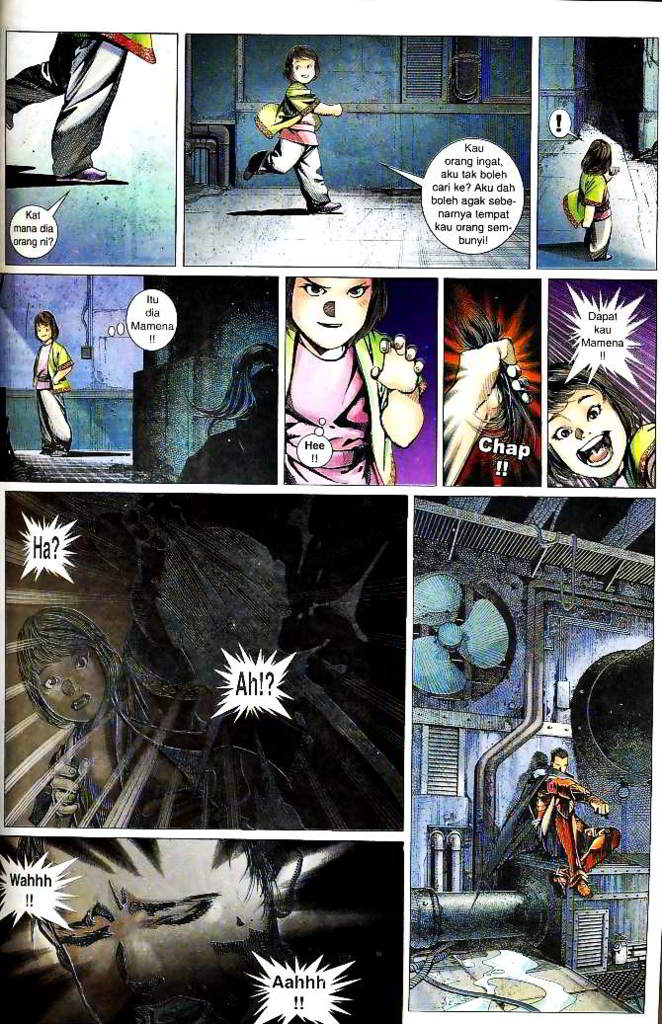 Kat
mana dia
orang ni?
Kau
orang ingat,
aku tak boleh
cari ke? Aku dah
boleh agak sebe-
narnya tempat
kau orang sem-
bunyi!
!
Itu
dia
Mamena
!!
Hee
!!
Chap
!!
Dapat
kau
Mamena
!!
Ha?
Ah!?
Wahhh
!!
Aahhh
!!